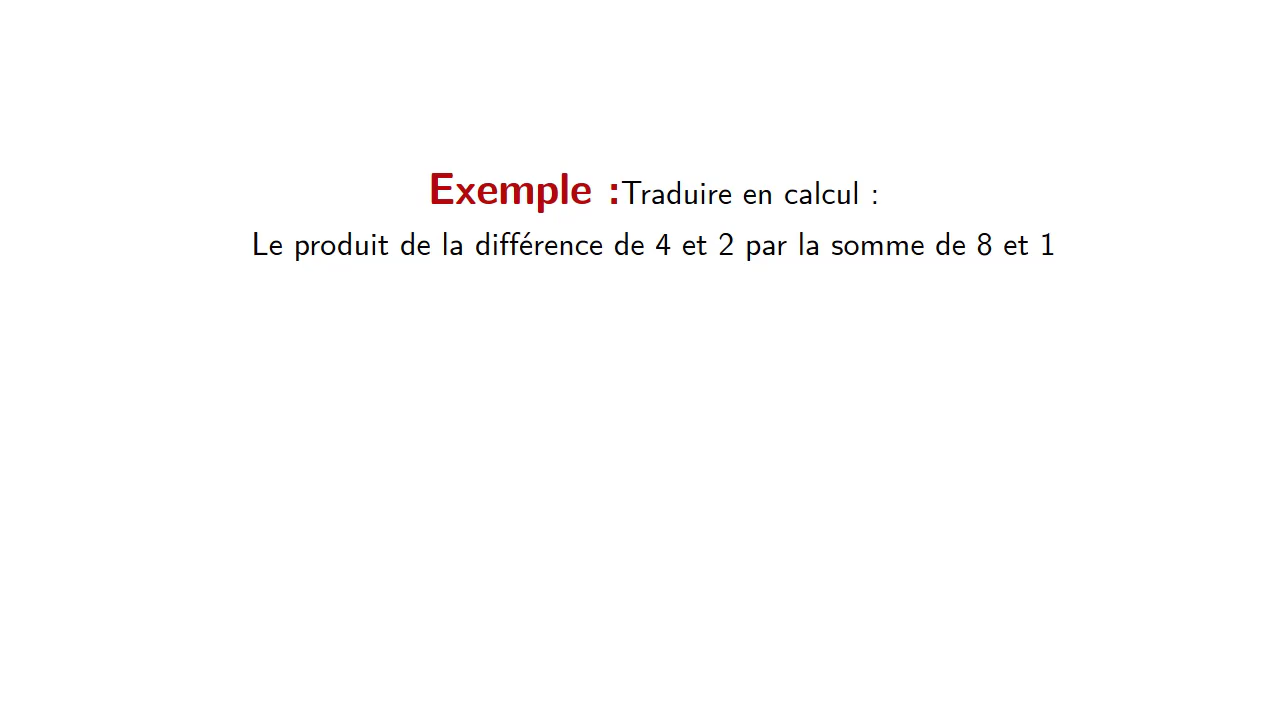 Exemple :Traduire en calcul :
Le produit de la différence de 4 et 2 par la somme de 8 et 1